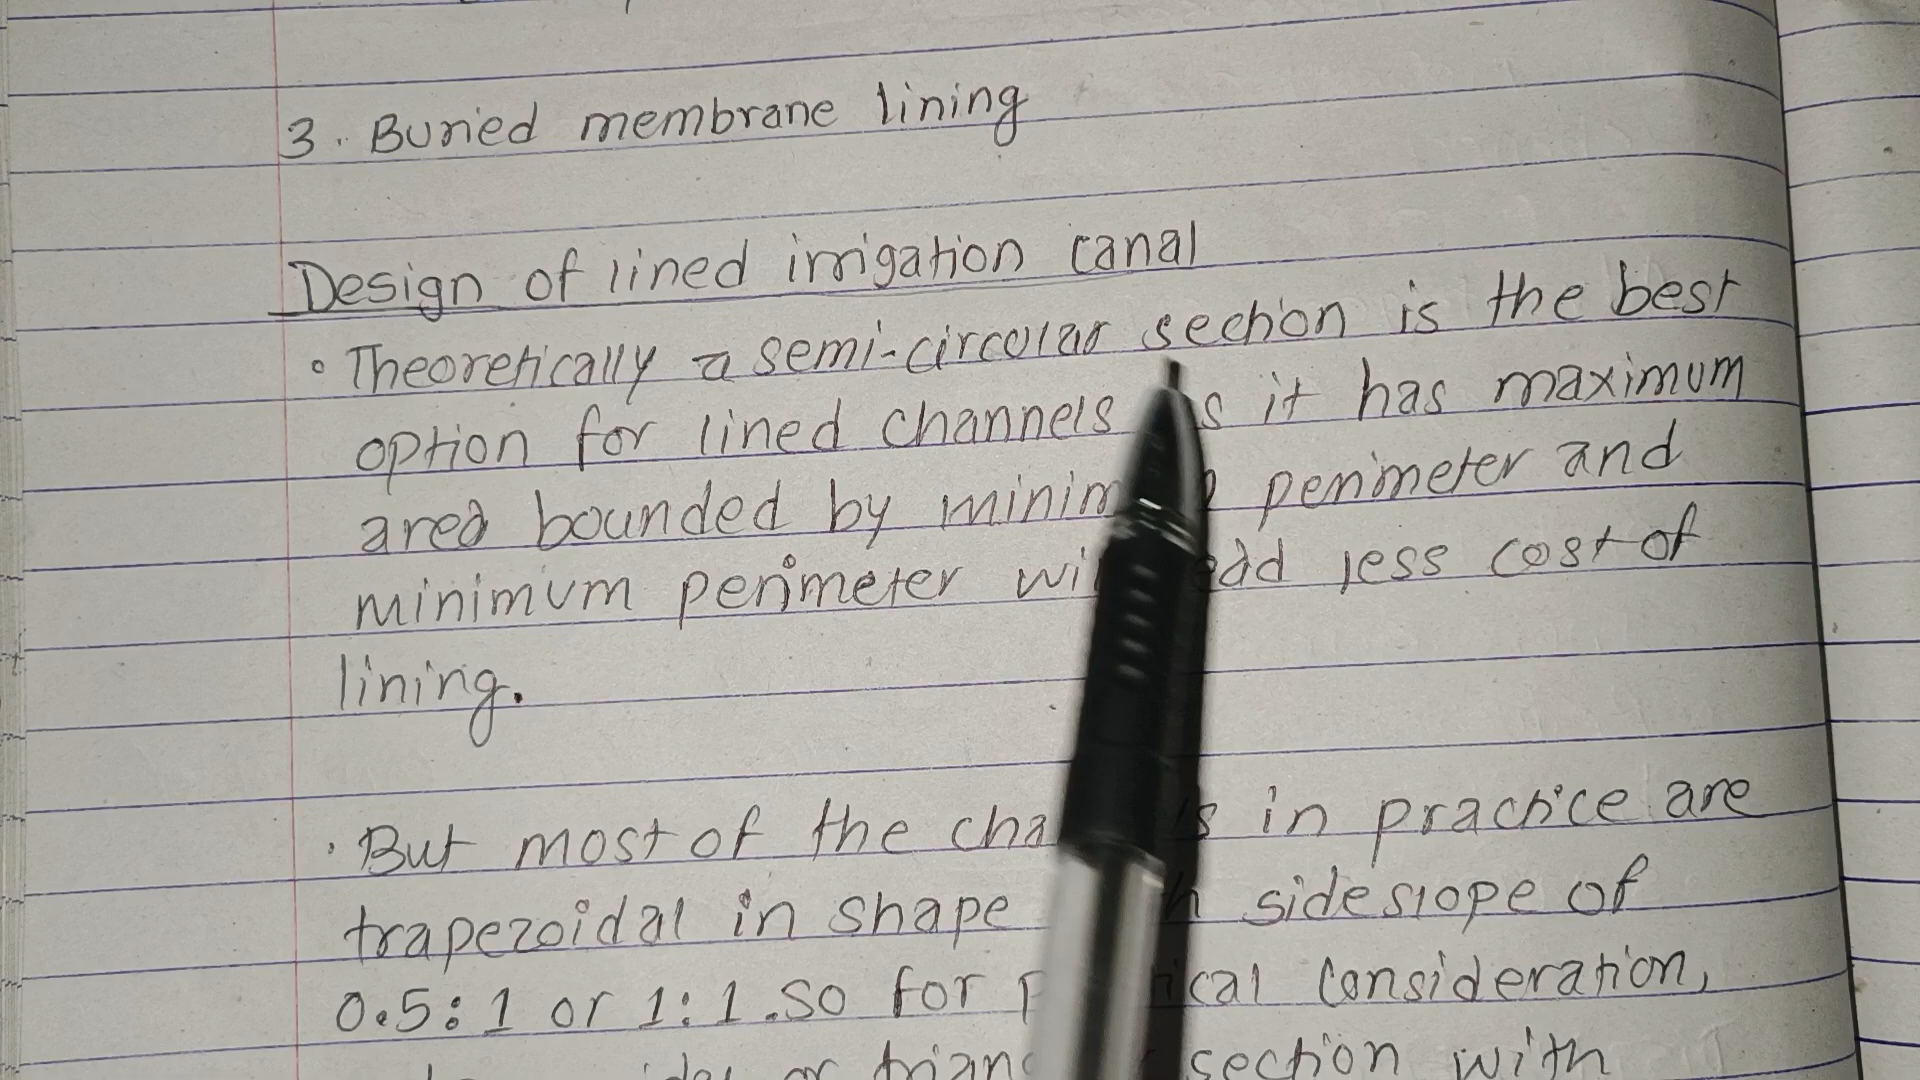 3. Buried membrane lining
Design of lined irrigation canal
• Theoretically a semi-circular section is the best
option for lined channels as it has maximum
area bounded by perimeter and
minimum perimeter less cost of
lining.
• But most of the in practice are
trapezoidal in shape side slope of
0.5:1 or 1:1. So for consideration,
or section with